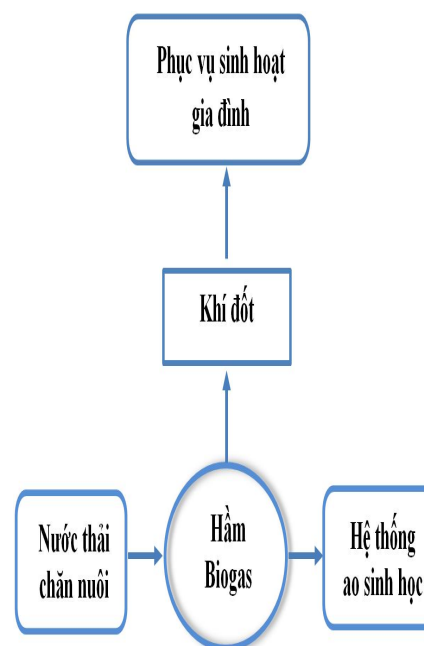 Phục vụ sinh hoạt
gia đình
Khí đốt
Nước thải
chăn nuôi
Hầm
Biogas
Hệ thống
ao sinh học